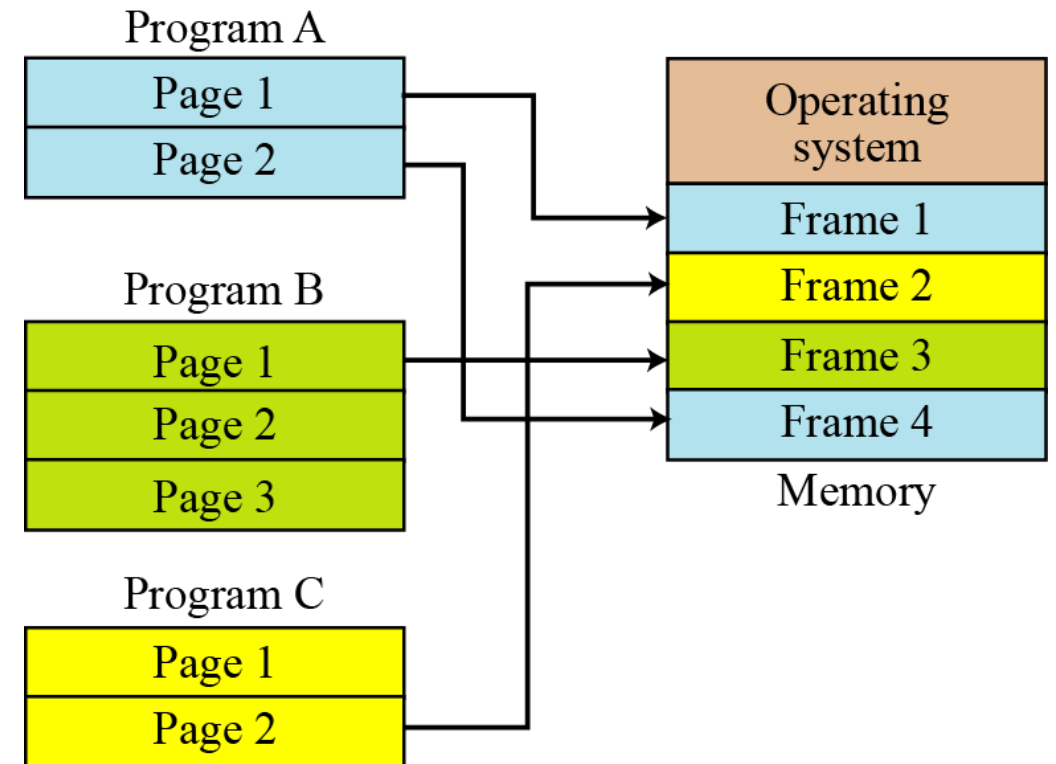 Program A
Page 1
Page 2
Program B
Page 1
Page 2
Page 3
Program C
Page 1
Page 2
Operating
system
Frame 1
Frame 2
Frame 3
Frame 4
Memory